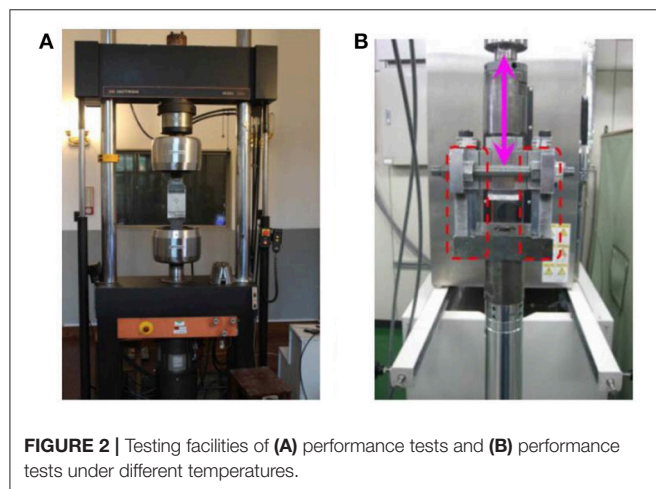 A
B
FIGURE 2 | Testing facilities of (A) performance tests and (B) performance
tests under different temperatures.